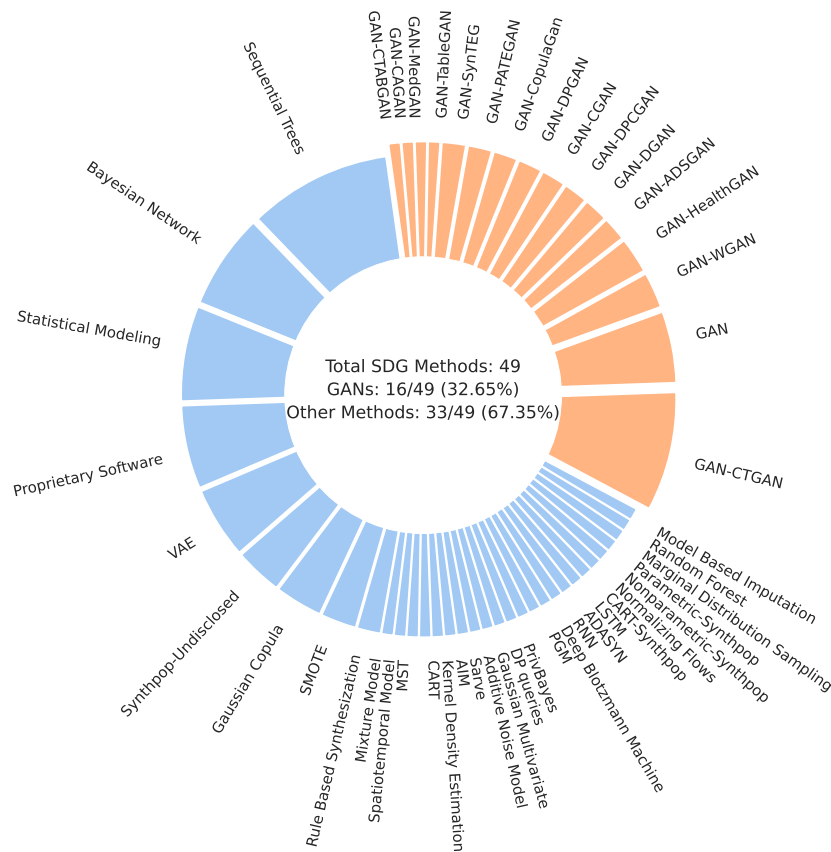 GAN-CTABGAN
GAN-CAGAN
GAN-MedGAN
GAN-TableGAN
GAN-SynTEG
GAN-PATEGAN
GAN-CopulaGan
GAN-DPGAN
GAN-CGAN
GAN-DPCGAN
GAN-DGAN
GAN-ADSGAN
GAN-HealthGAN
GAN-WGAN
GAN
GAN-CTGAN
Sequential Trees
Bayesian Network
Statistical Modeling
Proprietary Software
VAE
Synthpop-Undisclosed
Gaussian Copula
SMOTE
Rule Based Synthesization
Mixture Model
Spatiotemporal Model
MST
CART
Kernel Density Estimation
AIM
Sarve
Additive Noise Model
Gaussian Multivariate
DP queries
PrivBayes
PGM
Deep Blotzmann Machine
RNN
ADASYN
LSTM
CART-Synthpop
Normalizing Flows
Nonparametric-Synthpop
Parametric-Synthpop
Marginal Distribution Sampling
Random Forest
Model Based Imputation
Total SDG Methods: 49
GANs: 16/49 (32.65%)
Other Methods: 33/49 (67.35%)